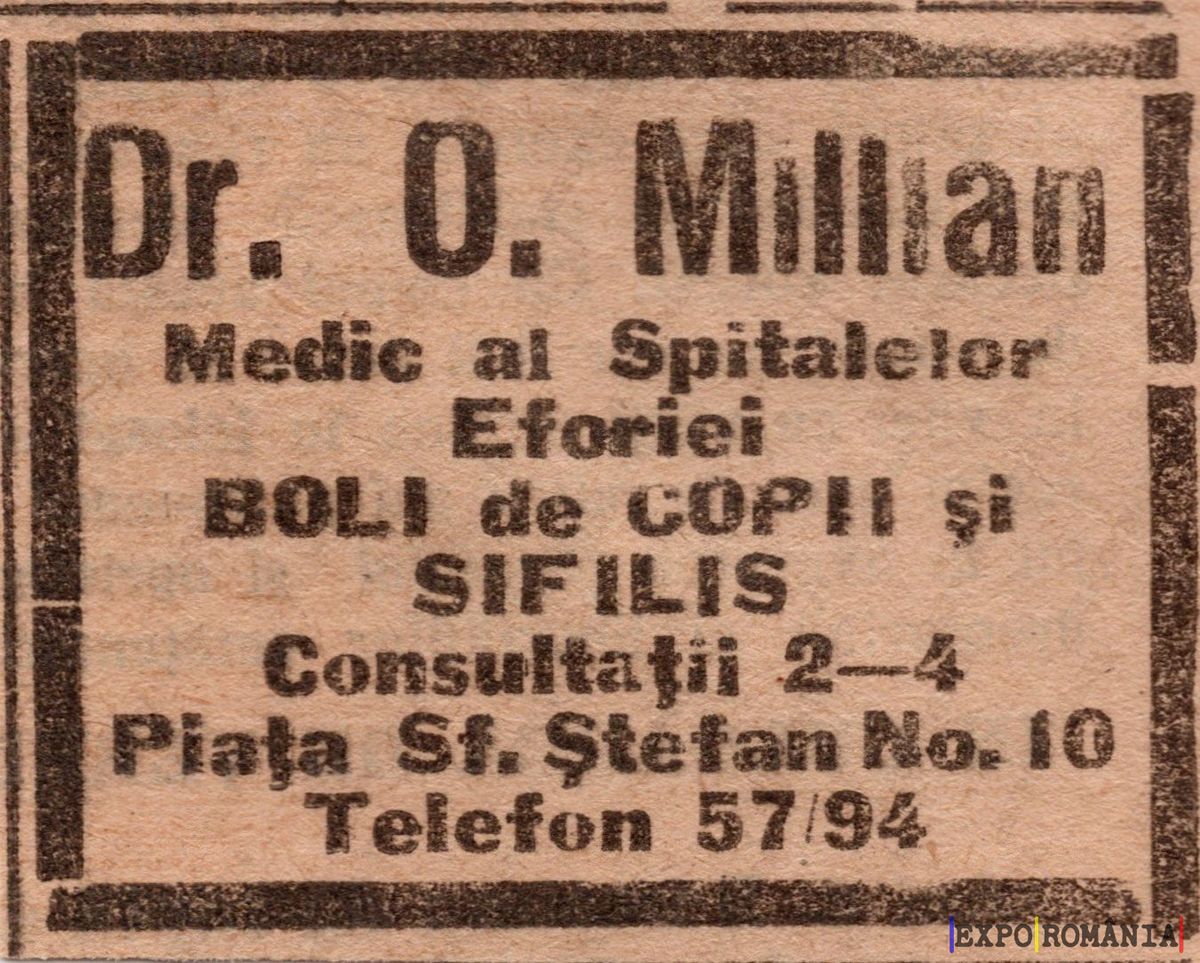 Dr. O. Millian
Medic al Spitalelor
Eforiei
BOLI de COPII şi
SIFILIS
Consultaţii 2—4
Piaţa Sf. Ştefan No. 10
Telefon 57/94
EXPO ROMÂNIA